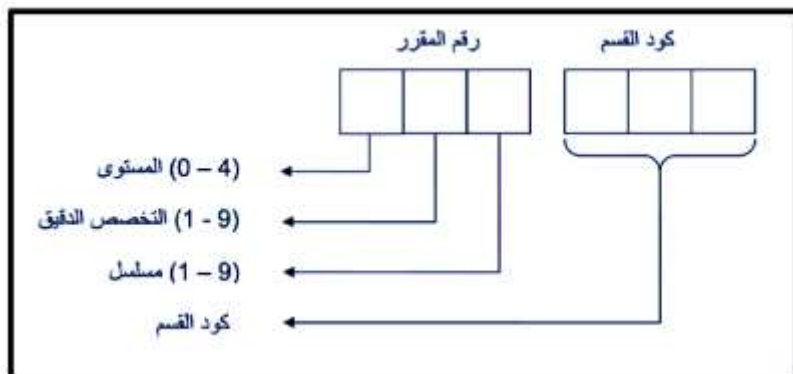 كود القسم
رقم المقرر
(0 – 4) المستوى
(1 - 9) التخصص الدقيق
(1 – 9) مسلسل
كود القسم